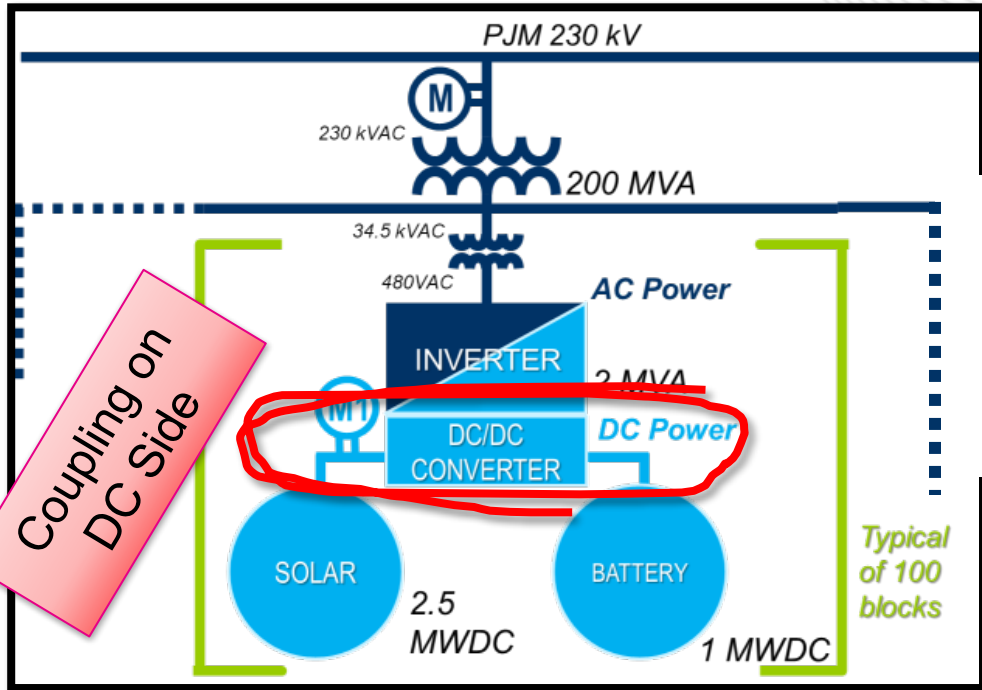 PJM 230 kV
M
230 kVAC
200 MVA
34.5 kVAC
480VAC
AC Power
INVERTER
2 MVA
M1
DC/DC
CONVERTER
DC Power
Coupling on
DC Side
SOLAR
2.5
MWDC
BATTERY
1 MWDC
Typical
of 100
blocks